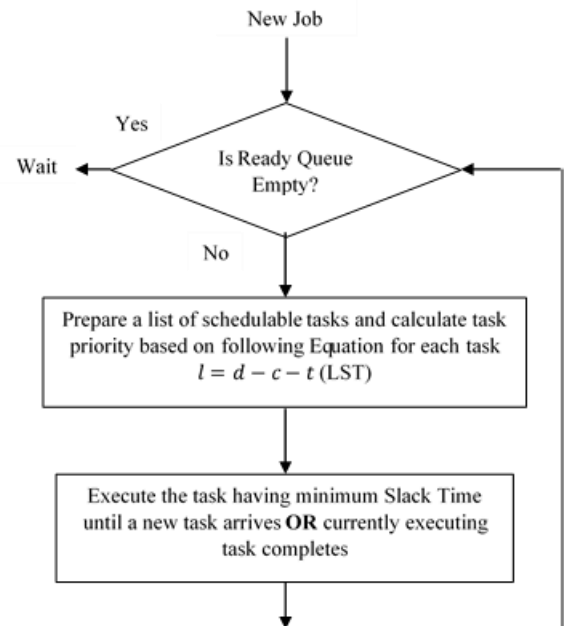 New Job
Yes
Is Ready Queue
Empty?
Wait
No
Prepare a list of schedulable tasks and calculate task
priority based on following Equation for each task
l = d − c − t (LST)
Execute the task having minimum Slack Time
until a new task arrives OR currently executing
task completes